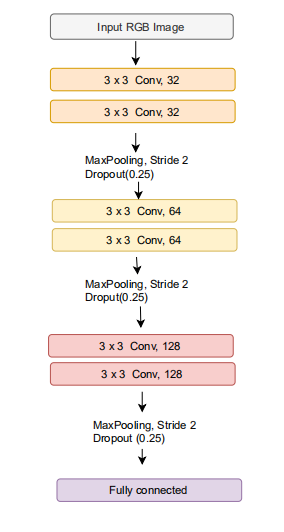 Input RGB Image
3 x 3 Conv, 32
3 x 3 Conv, 32
MaxPooling, Stride 2
Dropout(0.25)
3 x 3 Conv, 64
3 x 3 Conv, 64
MaxPooling, Stride 2
Droput(0.25)
3 x 3 Conv, 128
3 x 3 Conv, 128
MaxPooling, Stride 2
Dropout (0.25)
Fully connected